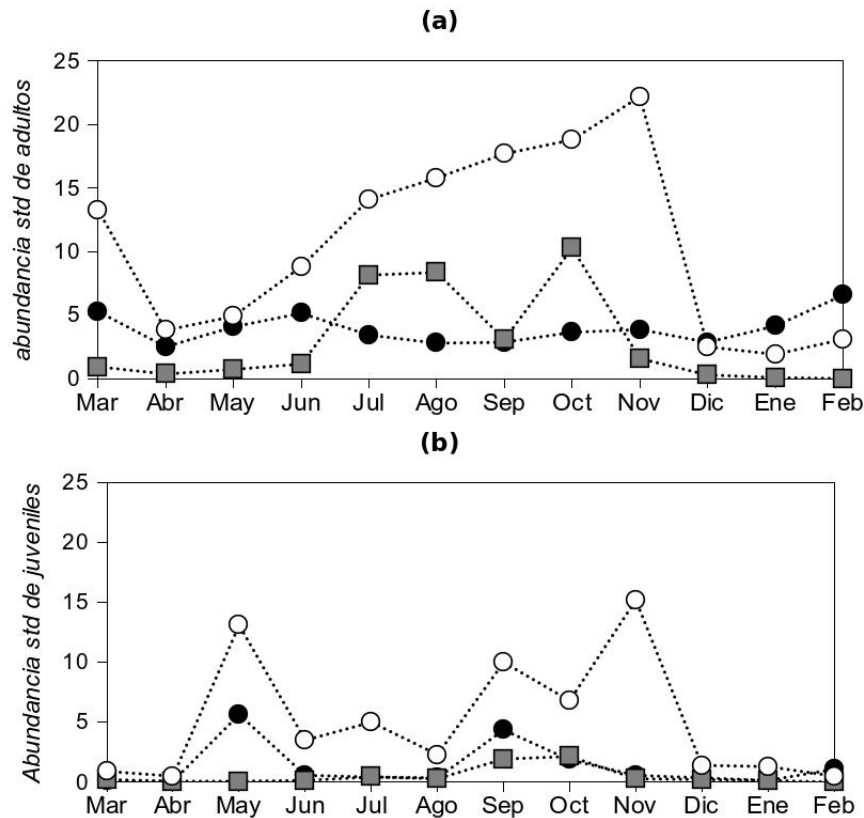 (a)
abundancia std de adultos
25
20
15
10
5
0
Mar Abr May Jun Jul Ago Sep Oct Nov Dic Ene Feb
(b)
Abundancia std de juveniles
25
20
15
10
5
0
Mar Abr May Jun Jul Ago Sep Oct Nov Dic Ene Feb